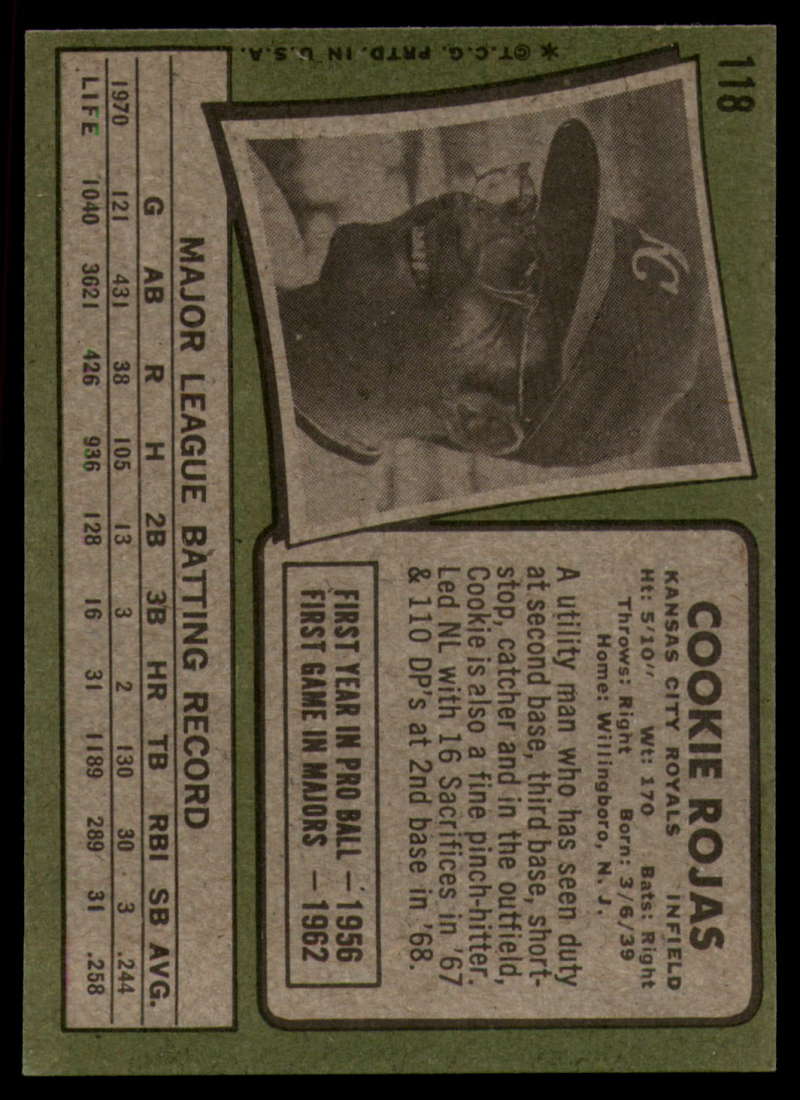 118
*©T.C.G. PRTD. IN U.S.A.
KC
COOKIE ROJAS
KANSAS CITY ROYALS INFIELD
Ht: 5/10" Wt: 170 Bats: Right
Throws: Right Born: 3/6/39
Home: Willingboro, N. J.
A utility man who has seen duty
at second base, third base, short-
stop, catcher and in the outfield,
Cookie is also a fine pinch-hitter.
Led NL with 16 Sacrifices in '67
& 110 DP's at 2nd base in '68.
FIRST YEAR IN PRO BALL — 1956
FIRST GAME IN MAJORS — 1962
MAJOR LEAGUE BATTING RECORD
G AB R H 2B 3B HR TB RBI SB AVG.
1970 121 431 38 105 13 3 2 130 30 3 .244
LIFE 1040 3621 426 936 128 16 31 1189 289 31 .258